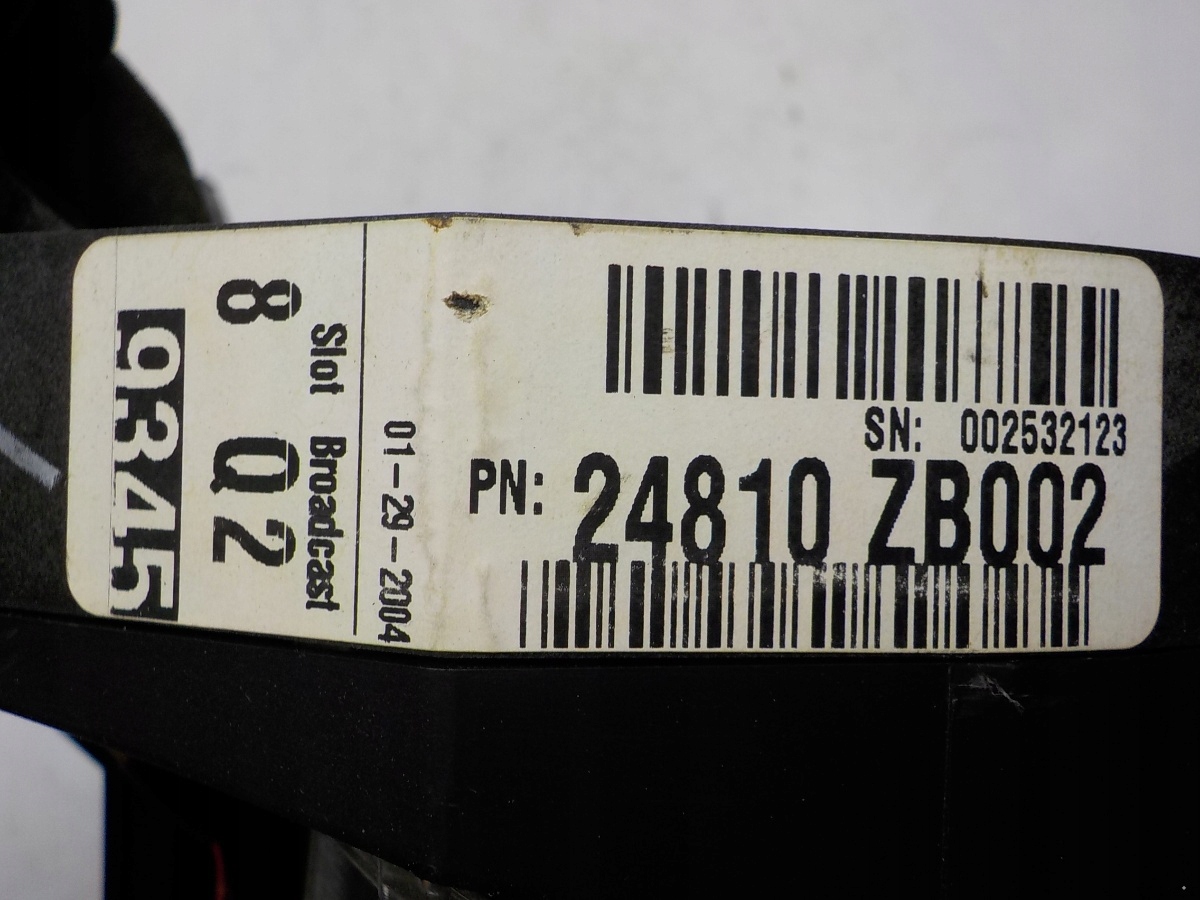 SN: 002532123
PN: 24810 ZB002
01-29-2004
Slot Broadcast
8 Q2
9345